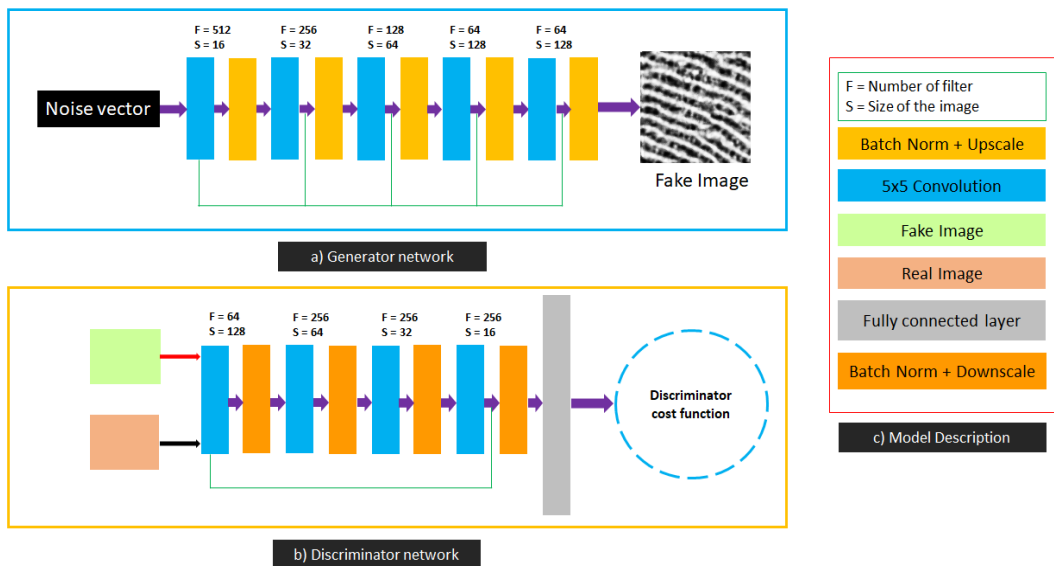 F = 512
S = 16
F = 256
S = 32
F = 128
S = 64
F = 64
S = 128
F = 64
S = 128
Noise vector
Fake Image
a) Generator network
F = 64
S = 128
F = 256
S = 64
F = 256
S = 32
F = 256
S = 16
Discriminator
cost function
b) Discriminator network
F = Number of filter
S = Size of the image
Batch Norm + Upscale
5x5 Convolution
Fake Image
Real Image
Fully connected layer
Batch Norm + Downscale
c) Model Description